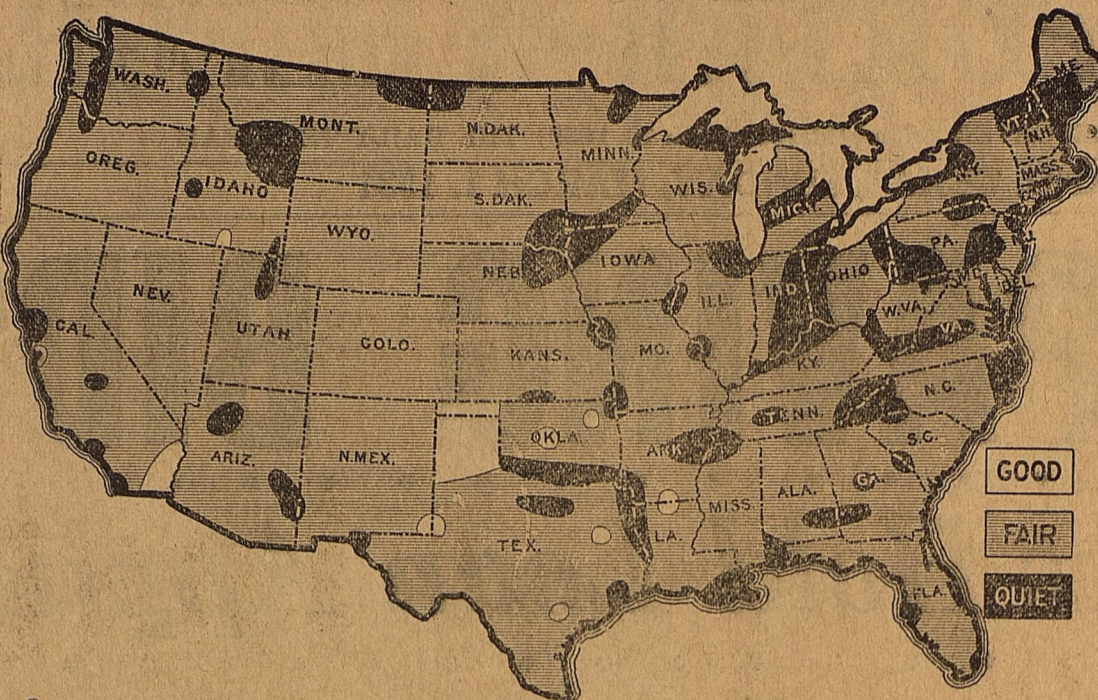 WASH.
MONT.
N.DAK.
MINN.
OREG.
IDAHO
S.DAK.
WIS.
MICH.
N.Y.
VT.
N.H.
ME.
MASS.
CONN.
WYO.
NEB
IOWA
PA.
N.J.
NEV.
UTAH
COLO.
ILL.
IND.
OHIO
MD.
DEL.
W.VA.
VA.
CAL.
KANS.
MO.
KY.
N.C.
TENN.
ARIZ.
N.MEX.
OKLA.
ARK.
S.C.
MISS
ALA.
GA.
TEX.
LA.
FLA.
GOOD
FAIR
QUIET